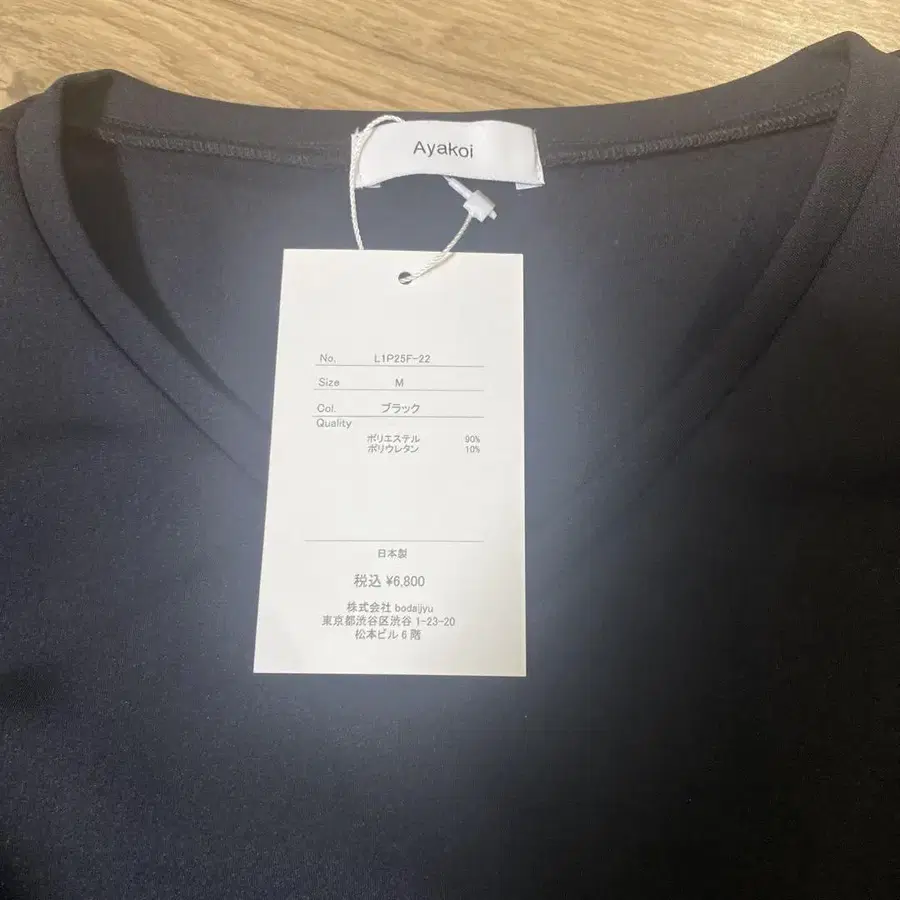 Ayakoi
No. L1P25F-22
Size M
Col. ブラック
Quality
ポリエステル 90%
ポリウレタン 10%
日本製
税込 ¥6,800
株式会社 bodaijyu
東京都渋谷区渋谷 1-23-20
松本ビル 6 階